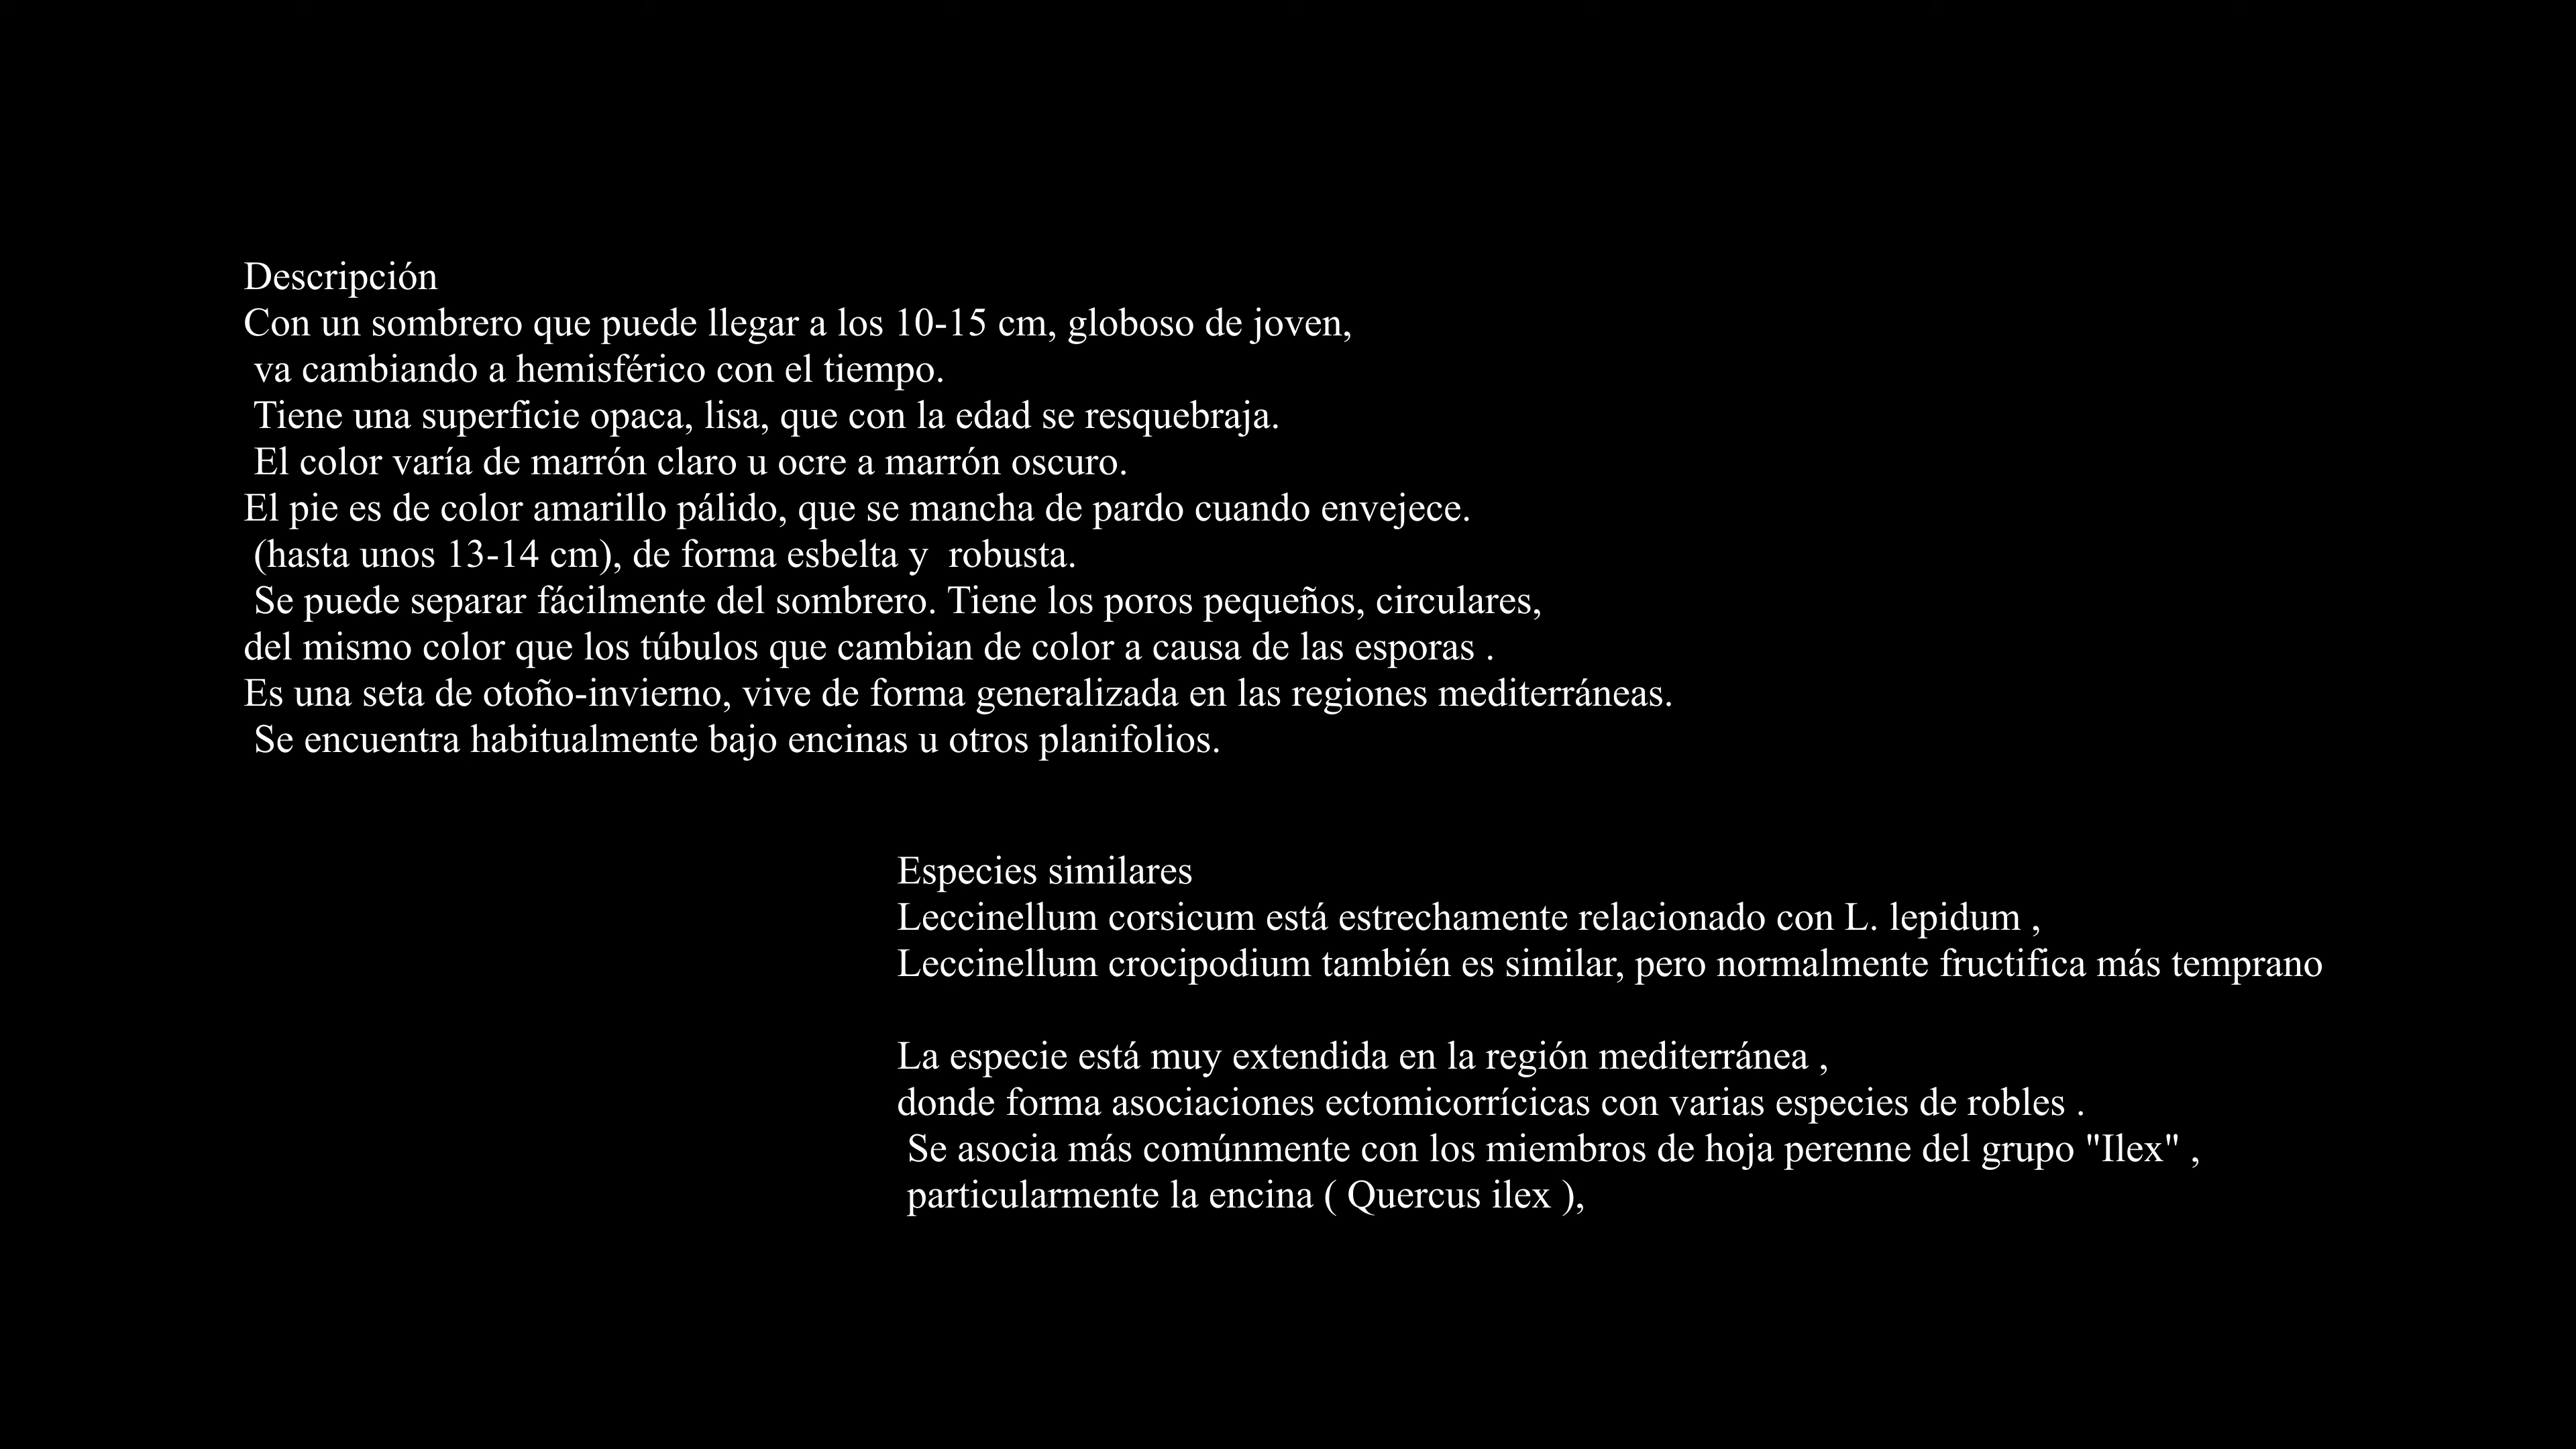 Descripción
Con un sombrero que puede llegar a los 10-15 cm, globoso de joven,
va cambiando a hemisférico con el tiempo.
Tiene una superficie opaca, lisa, que con la edad se resquebraja.
El color varía de marrón claro u ocre a marrón oscuro.
El pie es de color amarillo pálido, que se mancha de pardo cuando envejece.
(hasta unos 13-14 cm), de forma esbelta y  robusta.
Se puede separar fácilmente del sombrero. Tiene los poros pequeños, circulares,
del mismo color que los túbulos que cambian de color a causa de las esporas .
Es una seta de otoño-invierno, vive de forma generalizada en las regiones mediterráneas.
Se encuentra habitualmente bajo encinas u otros planifolios.
Especies similares
Leccinellum corsicum está estrechamente relacionado con L. lepidum ,
Leccinellum crocipodium también es similar, pero normalmente fructifica más temprano
La especie está muy extendida en la región mediterránea ,
donde forma asociaciones ectomicorrícicas con varias especies de robles .
Se asocia más comúnmente con los miembros de hoja perenne del grupo "Ilex" ,
particularmente la encina ( Quercus ilex ),